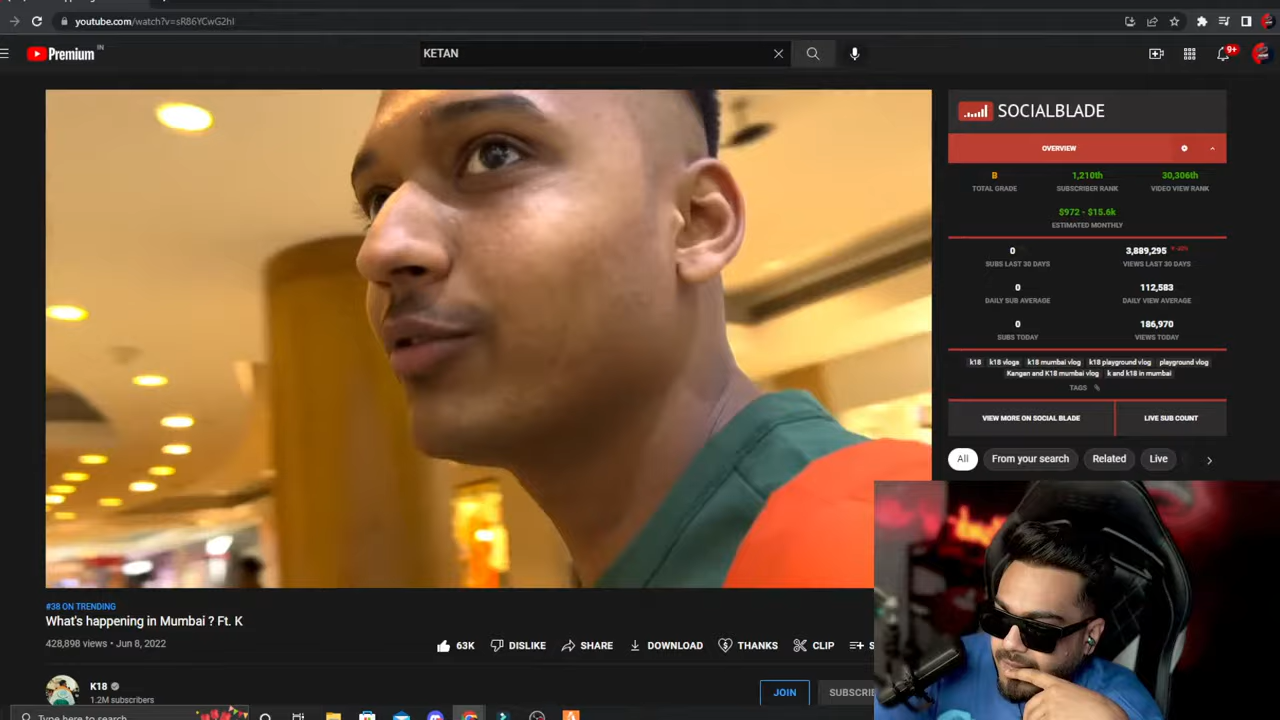 youtube.com/watch?v=sR86YCwG2hI
Premium IN
KETAN
9+
SOCIALBLADE
OVERVIEW
B
1,210th
30,306th
TOTAL GRADE
SUBSCRIBER RANK
VIDEO VIEW RANK
$972 - $15.6k
ESTIMATED MONTHLY
0
3,889,295
SUBS LAST 30 DAYS
VIEWS LAST 30 DAYS
0
112,583
DAILY SUB AVERAGE
DAILY VIEW AVERAGE
0
186,970
SUBS TODAY
VIEWS TODAY
k18 k18 vloga k18 mumbai vlog k18 playground vlog playground vlog
Kangan and K18 mumbai vlog k and k18 in mumbai
TAGS
VIEW MORE ON SOCIAL BLADE
LIVE SUB COUNT
All
From your search
Related
Live
#38 ON TRENDING
What's happening in Mumbai ? Ft. K
428,898 views • Jun 8, 2022
63K
DISLIKE
SHARE
DOWNLOAD
THANKS
CLIP
K18
1.2M subscribers
JOIN
Type here to search